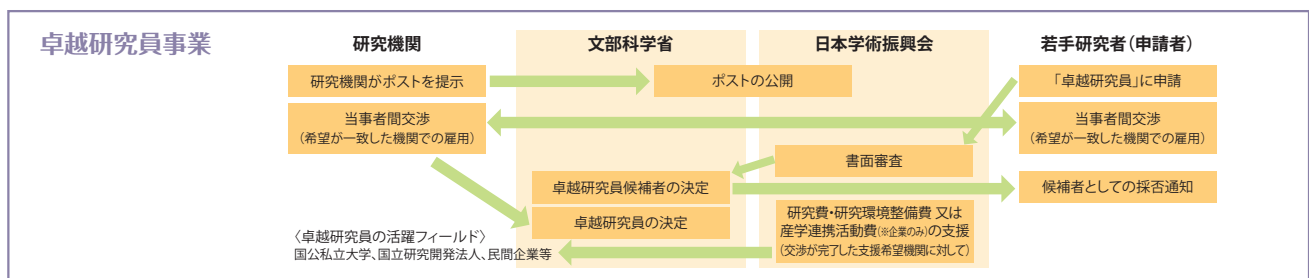 卓越研究員事業
研究機関
文部科学省
日本学術振興会
若手研究者（申請者）
研究機関がポストを提示
ポストの公開
「卓越研究員」に申請
当事者間交渉
（希望が一致した機関での雇用）
当事者間交渉
（希望が一致した機関での雇用）
書面審査
卓越研究員候補者の決定
候補者としての採否通知
卓越研究員の決定
研究費・研究環境整備費 又は
産学連携活動費（※企業のみ）の支援
（交渉が完了した支援希望機関に対して）
〈卓越研究員の活躍フィールド〉
国公私立大学、国立研究開発法人、民間企業等